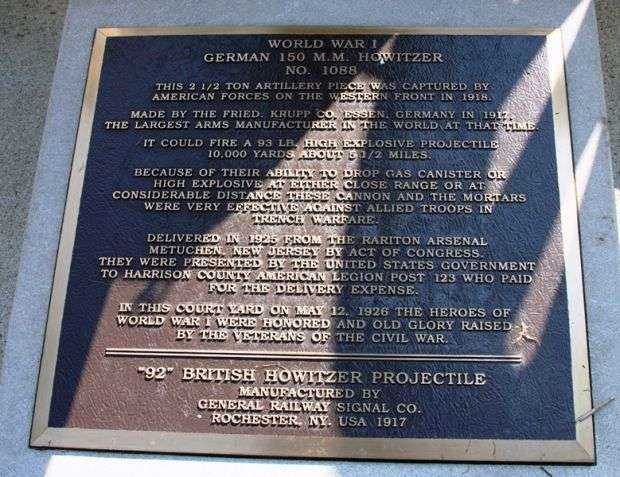 WORLD WAR I
GERMAN 150 M.M. HOWITZER
NO. 1088
THIS 2 1/2 TON ARTILLERY PIECE WAS CAPTURED BY
AMERICAN FORCES ON THE WESTERN FRONT IN 1918.
MADE BY THE FRIED. KRUPP CO. ESSEN, GERMANY IN 1917.
THE LARGEST ARMS MANUFACTURER IN THE WORLD AT THAT TIME.
IT COULD FIRE A 93 LB. HIGH EXPLOSIVE PROJECTILE
10,000 YARDS ABOUT 5 1/2 MILES.
BECAUSE OF THEIR ABILITY TO DROP GAS CANISTER OR
HIGH EXPLOSIVE AT EITHER CLOSE RANGE OR AT
CONSIDERABLE DISTANCE THESE CANNON AND THE MORTARS
WERE VERY EFFECTIVE AGAINST ALLIED TROOPS IN
TRENCH WARFARE.
DELIVERED IN 1925 FROM THE RARITON ARSENAL
METUCHEN, NEW JERSEY BY ACT OF CONGRESS.
THEY WERE PRESENTED BY THE UNITED STATES GOVERNMENT
TO HARRISON COUNTY AMERICAN LEGION POST 123 WHO PAID
FOR THE DELIVERY EXPENSE.
IN THIS COURT YARD ON MAY 12, 1926 THE HEROES OF
WORLD WAR I WERE HONORED AND OLD GLORY RAISED
BY THE VETERANS OF THE CIVIL WAR.
"92" BRITISH HOWITZER PROJECTILE
MANUFACTURED BY
GENERAL RAILWAY SIGNAL CO.
ROCHESTER, NY. USA 1917